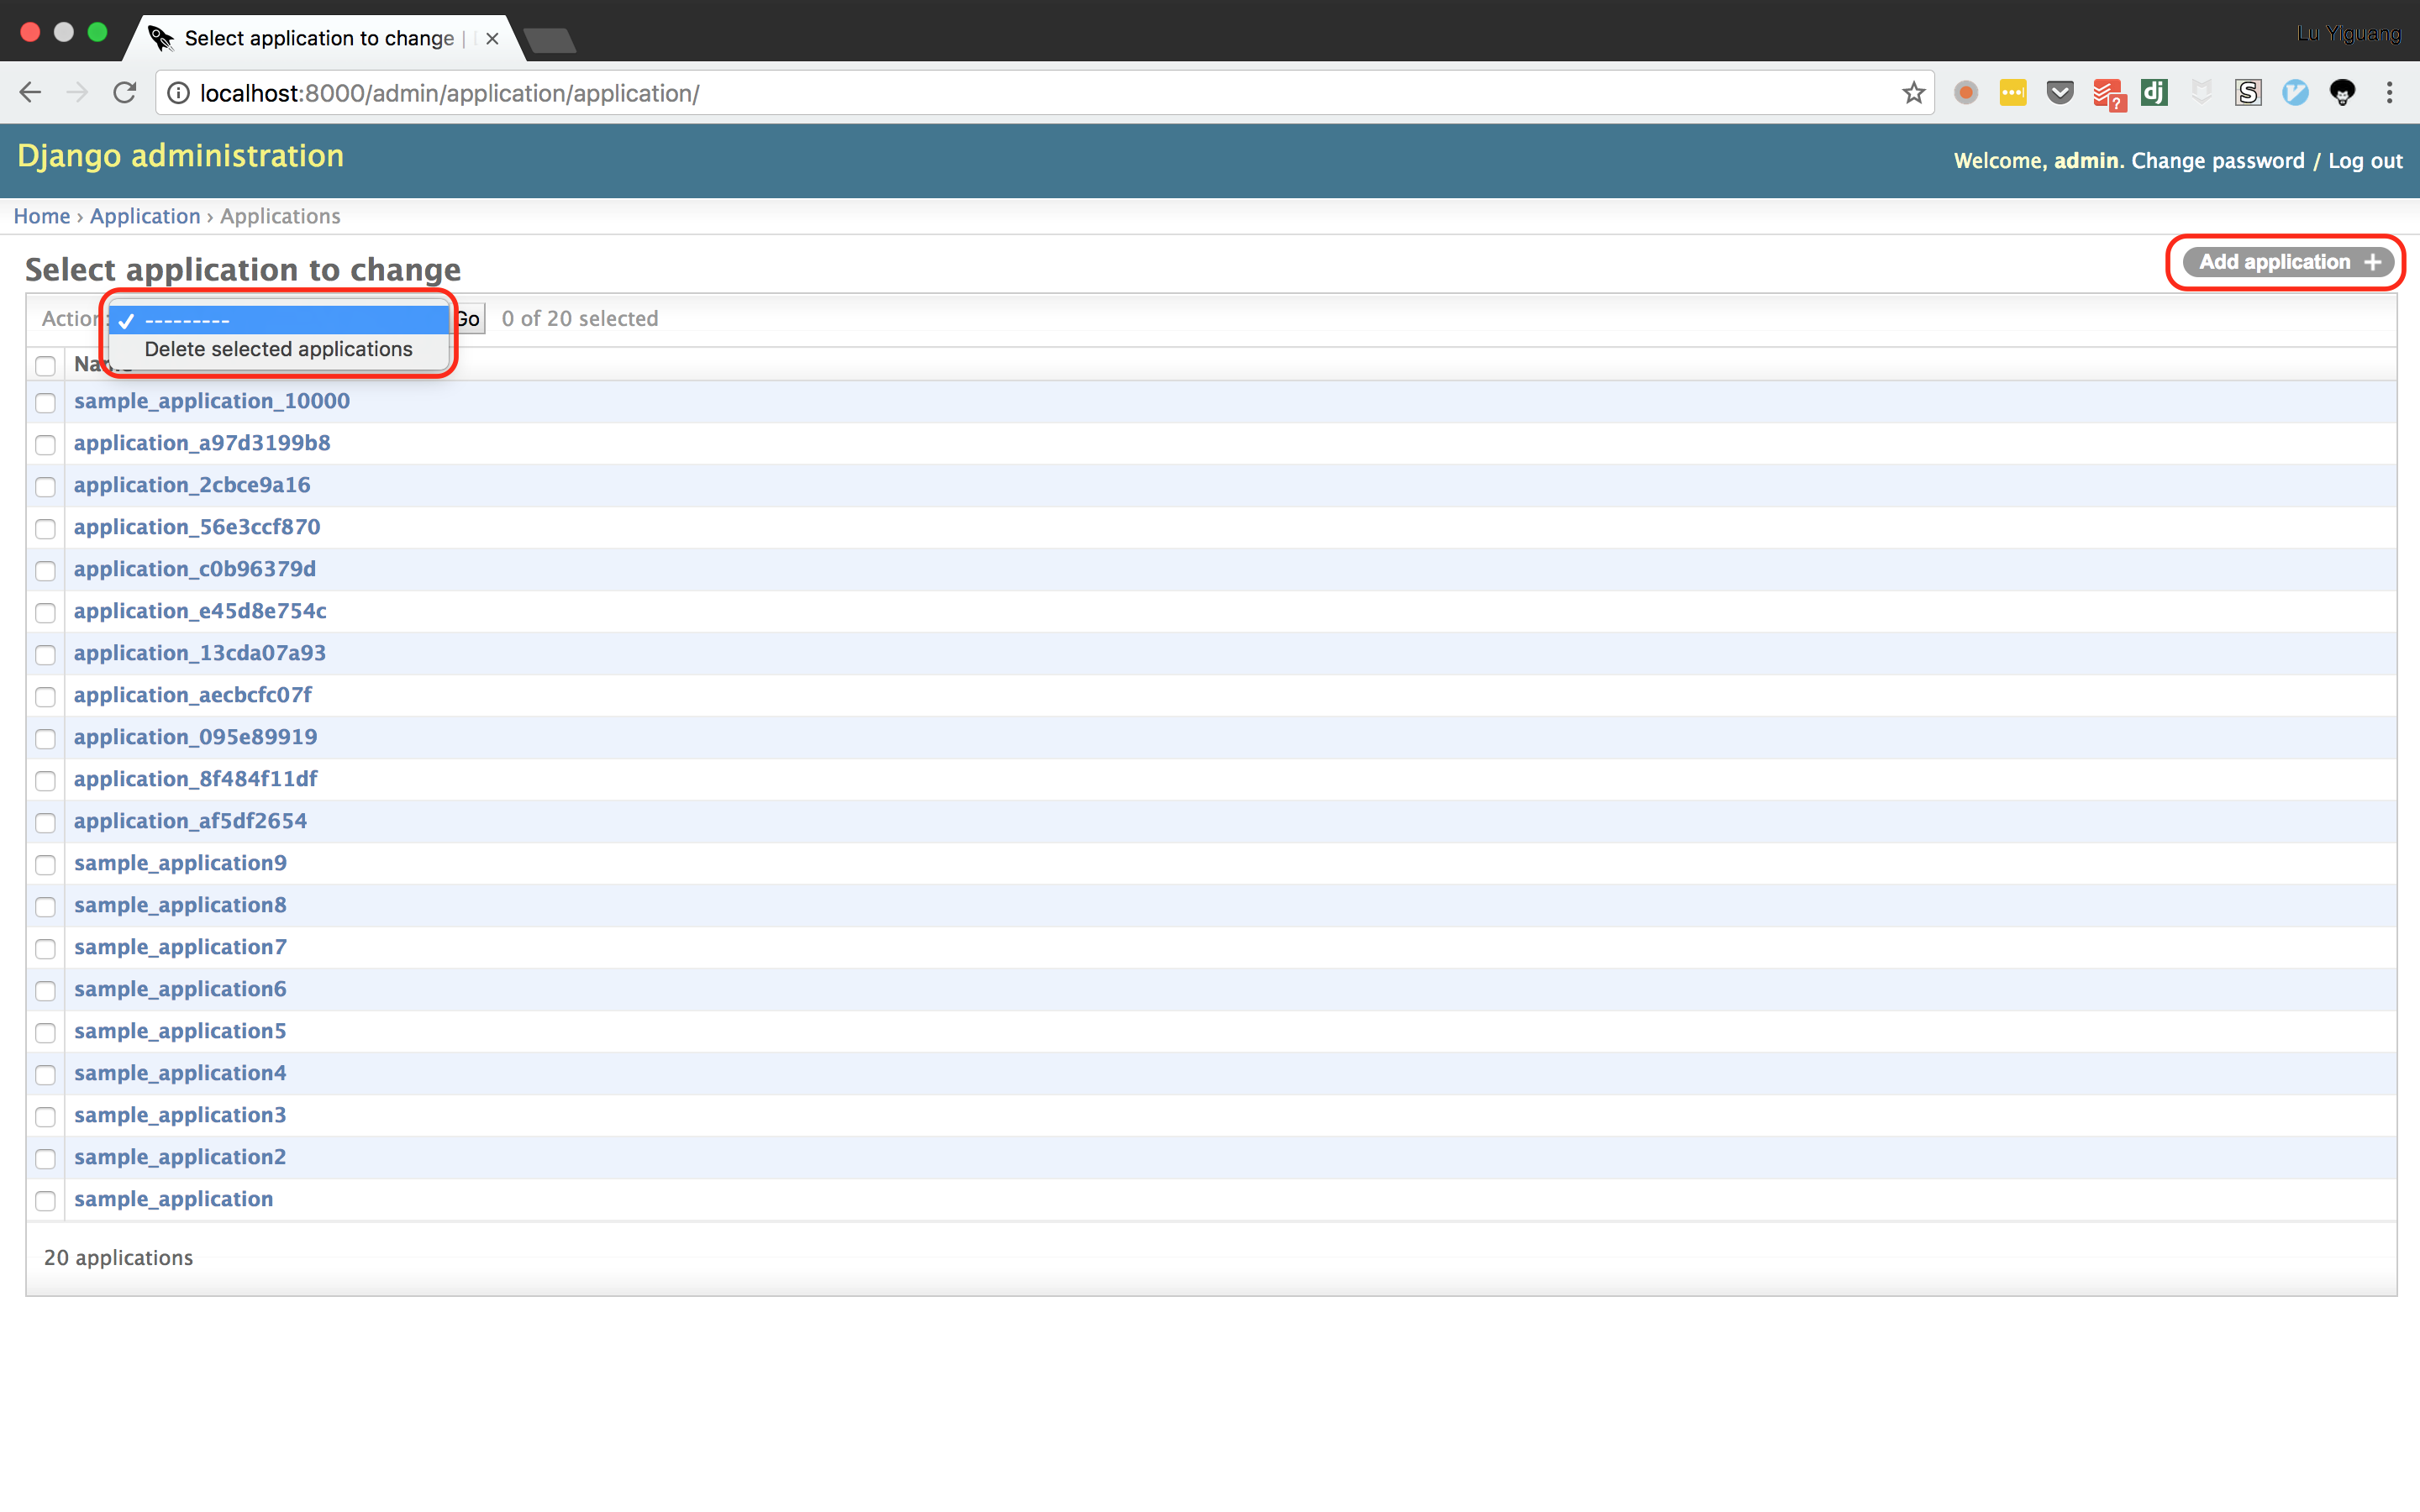 Select application to change |
Lu Yiguang
localhost:8000/admin/application/application/
Django administration
Welcome, admin. Change password / Log out
Home › Application › Applications
Select application to change
Add application +
Action: --------- Go 0 of 20 selected
Delete selected applications
Name
sample_application_10000
application_a97d3199b8
application_2cbce9a16
application_56e3ccf870
application_c0b96379d
application_e45d8e754c
application_13cda07a93
application_aecbcfc07f
application_095e89919
application_8f484f11df
application_af5df2654
sample_application9
sample_application8
sample_application7
sample_application6
sample_application5
sample_application4
sample_application3
sample_application2
sample_application
20 applications